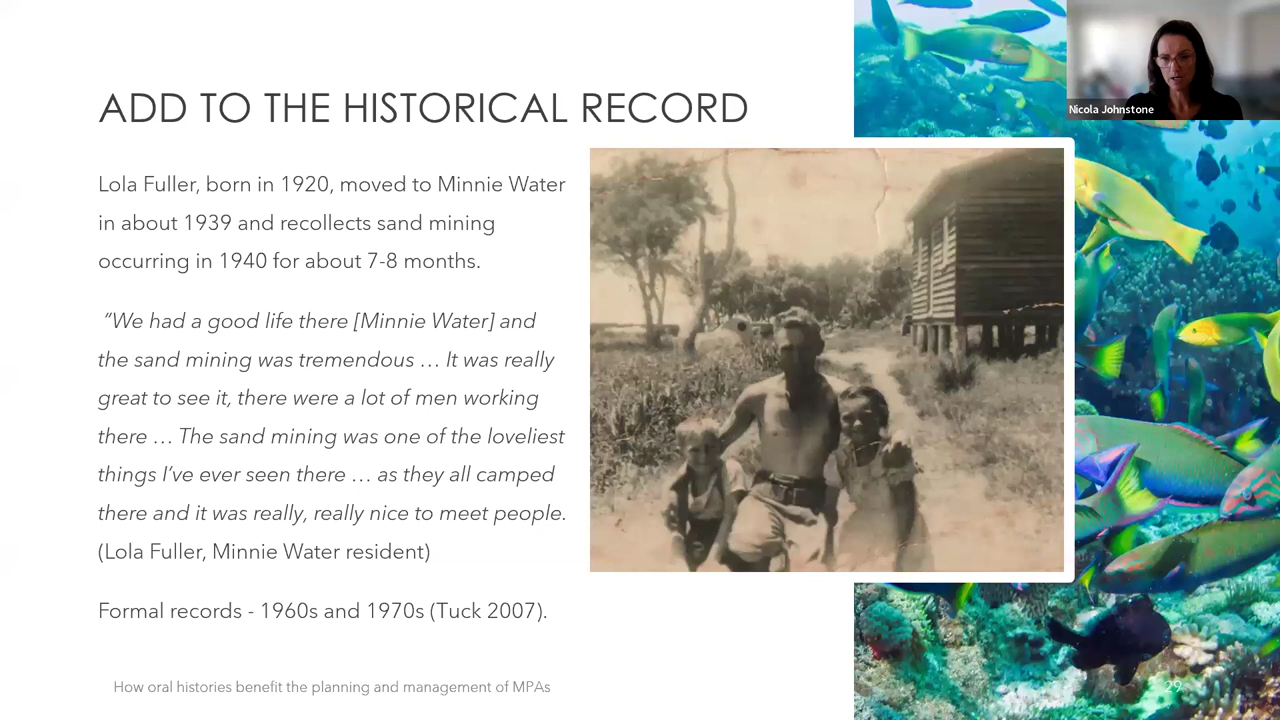 Nicola Johnstone
ADD TO THE HISTORICAL RECORD
Lola Fuller, born in 1920, moved to Minnie Water
in about 1939 and recollects sand mining
occurring in 1940 for about 7-8 months.
“We had a good life there [Minnie Water] and
the sand mining was tremendous … It was really
great to see it, there were a lot of men working
there … The sand mining was one of the loveliest
things I’ve ever seen there … as they all camped
there and it was really, really nice to meet people.
(Lola Fuller, Minnie Water resident)
Formal records - 1960s and 1970s (Tuck 2007).
How oral histories benefit the planning and management of MPAs
29